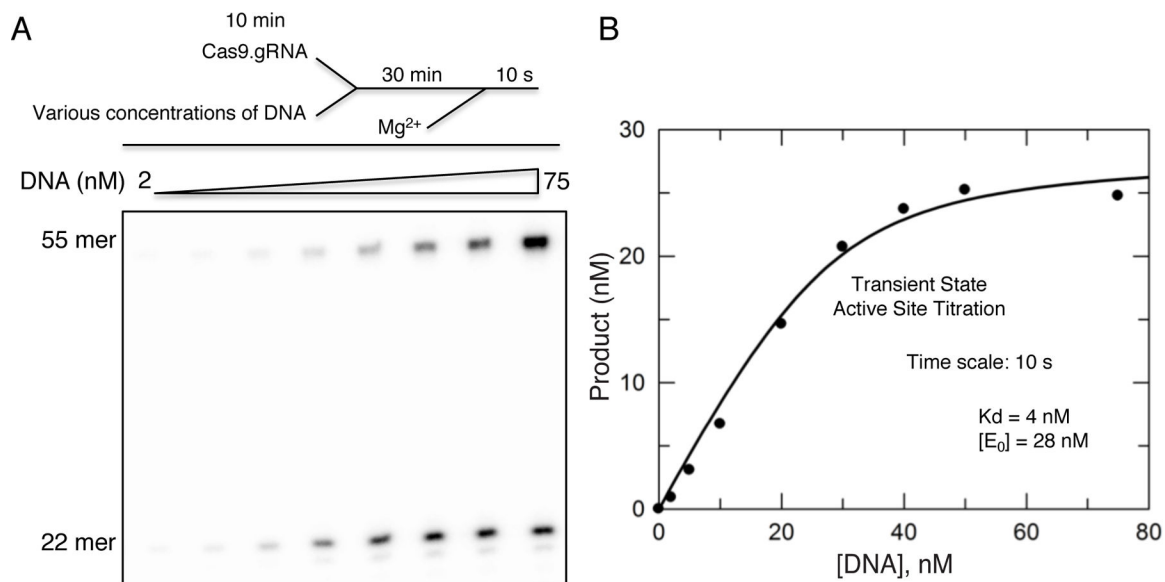 A
10 min
Cas9.gRNA
30 min
10 s
Various concentrations of DNA
Mg²⁺
DNA (nM)
2
75
55 mer
22 mer
B
30
20
10
0
Product (nM)
Transient State
Active Site Titration
Time scale: 10 s
Kd = 4 nM
[E₀] = 28 nM
0
20
40
60
80
[DNA], nM